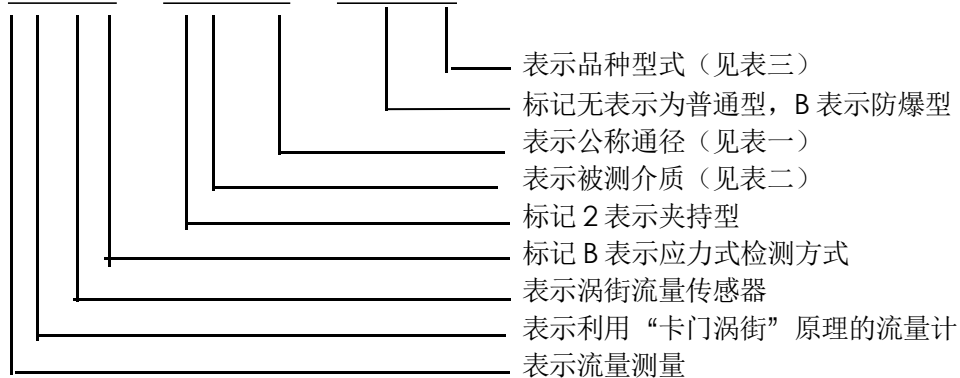 表示品种型式（见表三）
标记无表示为普通型，B 表示防爆型
表示公称通径（见表一）
表示被测介质（见表二）
标记 2 表示夹持型
标记 B 表示应力式检测方式
表示涡街流量传感器
表示利用“卡门涡街”原理的流量计
表示流量测量